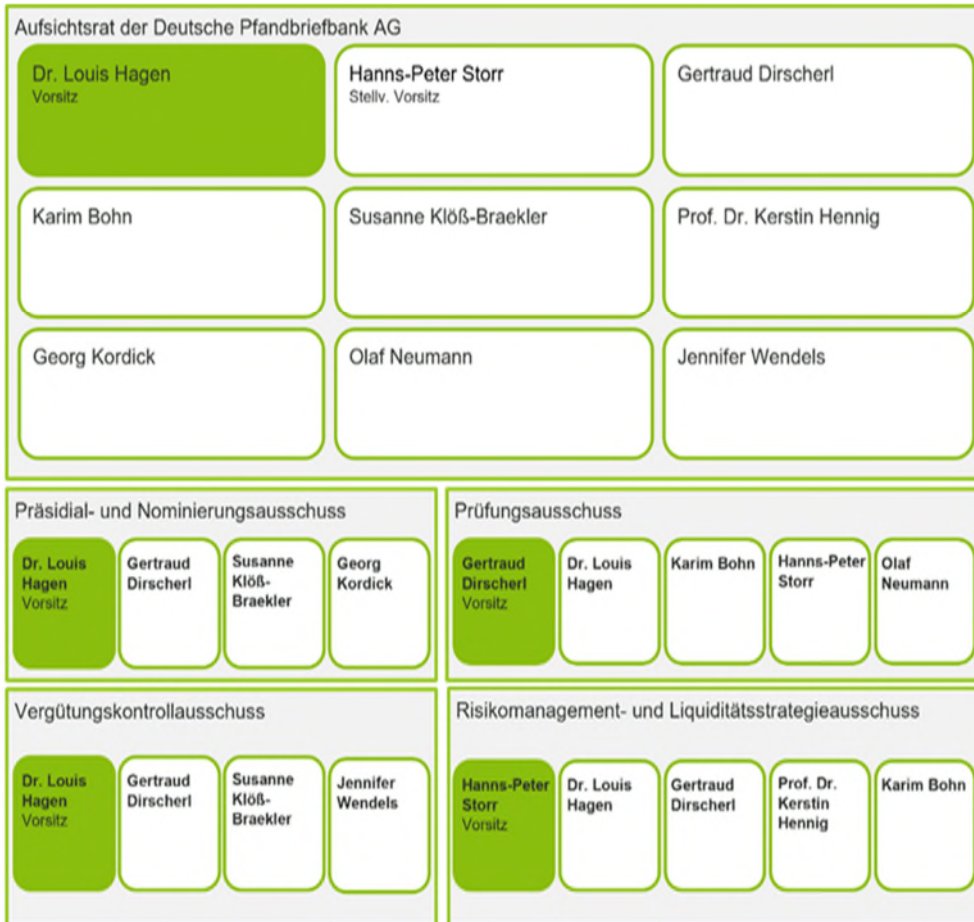 Aufsichtsrat der Deutsche Pfandbriefbank AG
Dr. Louis Hagen
Vorsitz
Hanns-Peter Storr
Stellv. Vorsitz
Gertraud Dirscherl
Karim Bohn
Susanne Klöß-Braekler
Prof. Dr. Kerstin Hennig
Georg Kordick
Olaf Neumann
Jennifer Wendels
Präsidial- und Nominierungsausschuss
Dr. Louis
Hagen
Vorsitz
Gertraud
Dirscherl
Susanne
Klöß-
Braekler
Georg
Kordick
Prüfungsausschuss
Gertraud
Dirscherl
Vorsitz
Dr. Louis
Hagen
Karim Bohn
Hanns-Peter
Storr
Olaf
Neumann
Vergütungskontrollausschuss
Dr. Louis
Hagen
Vorsitz
Gertraud
Dirscherl
Susanne
Klöß-
Braekler
Jennifer
Wendels
Risikomanagement- und Liquiditätsstrategieausschuss
Hanns-Peter
Storr
Vorsitz
Dr. Louis
Hagen
Gertraud
Dirscherl
Prof. Dr.
Kerstin
Hennig
Karim Bohn